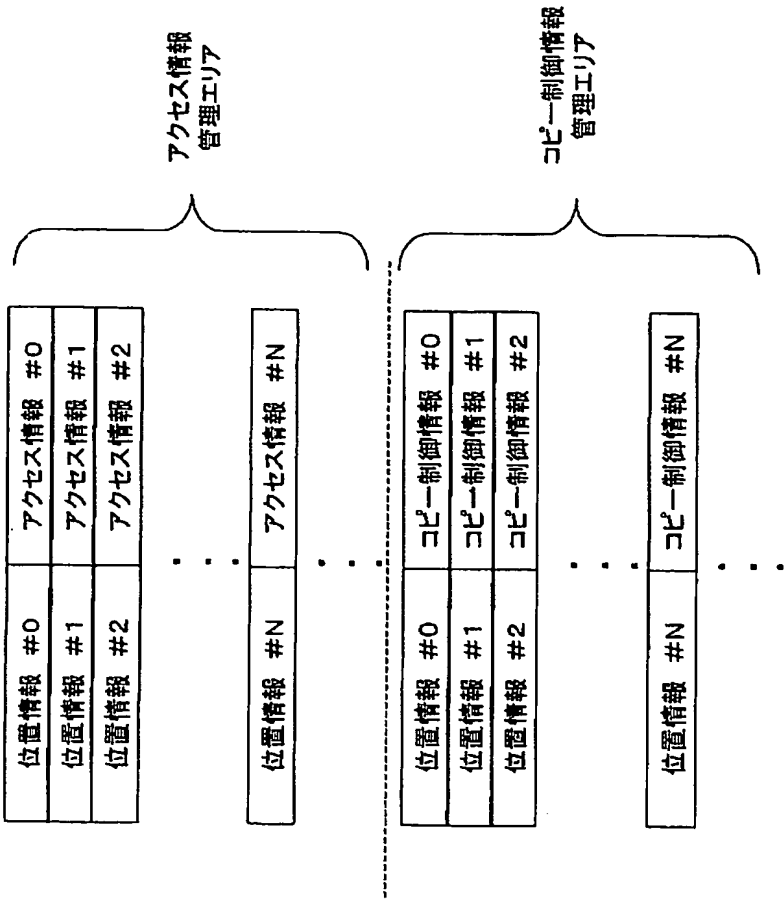 位置情報 #0 アクセス情報 #0
位置情報 #1 アクセス情報 #1
位置情報 #2 アクセス情報 #2
位置情報 #N アクセス情報 #N
アクセス情報
管理エリア
位置情報 #0 コピー制御情報 #0
位置情報 #1 コピー制御情報 #1
位置情報 #2 コピー制御情報 #2
位置情報 #N コピー制御情報 #N
コピー制御情報
管理エリア